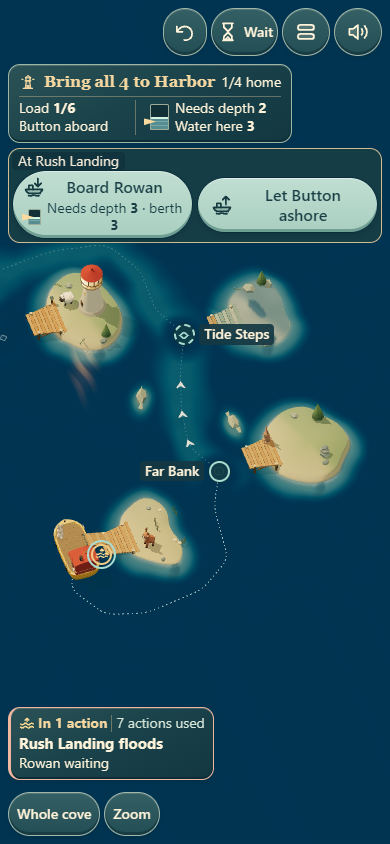 Wait
Bring all 4 to Harbor 1/4 home
Load 1/6
Button aboard
Needs depth 2
Water here 3
At Rush Landing
Board Rowan
Needs depth 3 · berth
3
Let Button
ashore
Tide Steps
Far Bank
In 1 action 7 actions used
Rush Landing floods
Rowan waiting
Whole cove
Zoom